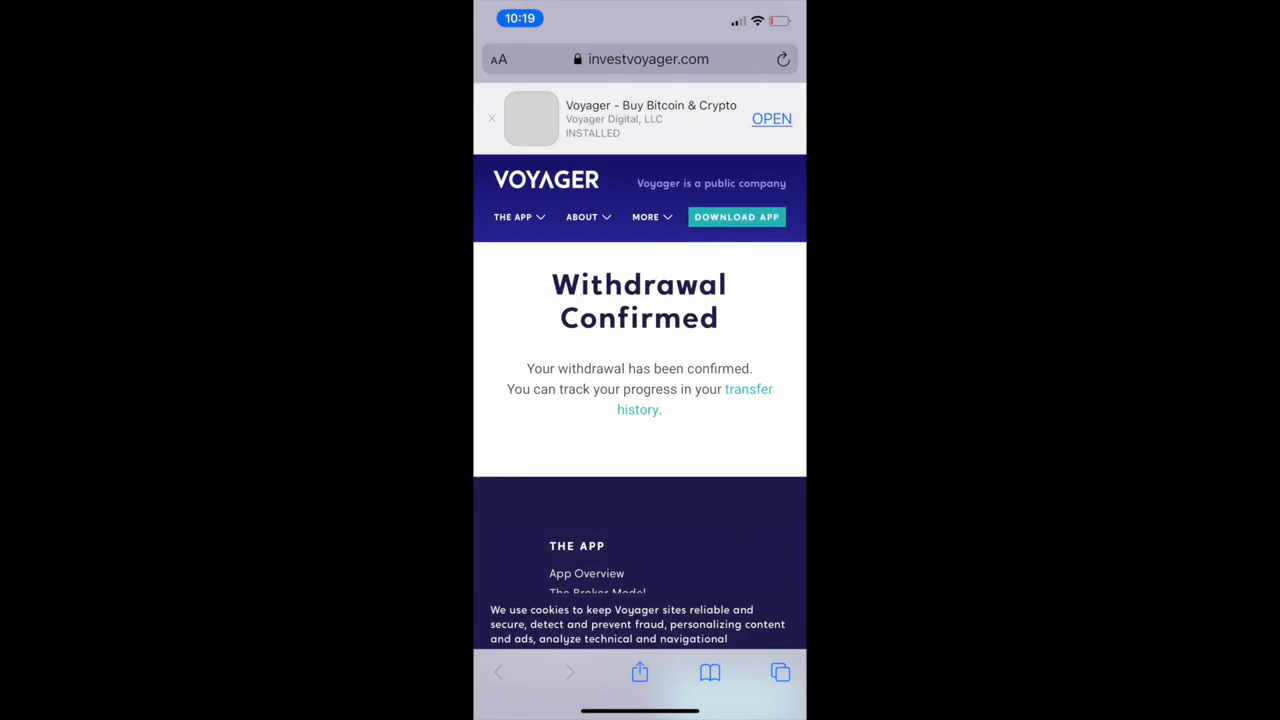 10:19
AA investvoyager.com
Voyager - Buy Bitcoin & Crypto
Voyager Digital, LLC
INSTALLED
OPEN
VOYAGER
Voyager is a public company
THE APP ABOUT MORE DOWNLOAD APP
Withdrawal
Confirmed
Your withdrawal has been confirmed.
You can track your progress in your transfer
history.
THE APP
App Overview
The Broker Model
We use cookies to keep Voyager sites reliable and
secure, detect and prevent fraud, personalizing content
and ads, analyze technical and navigational